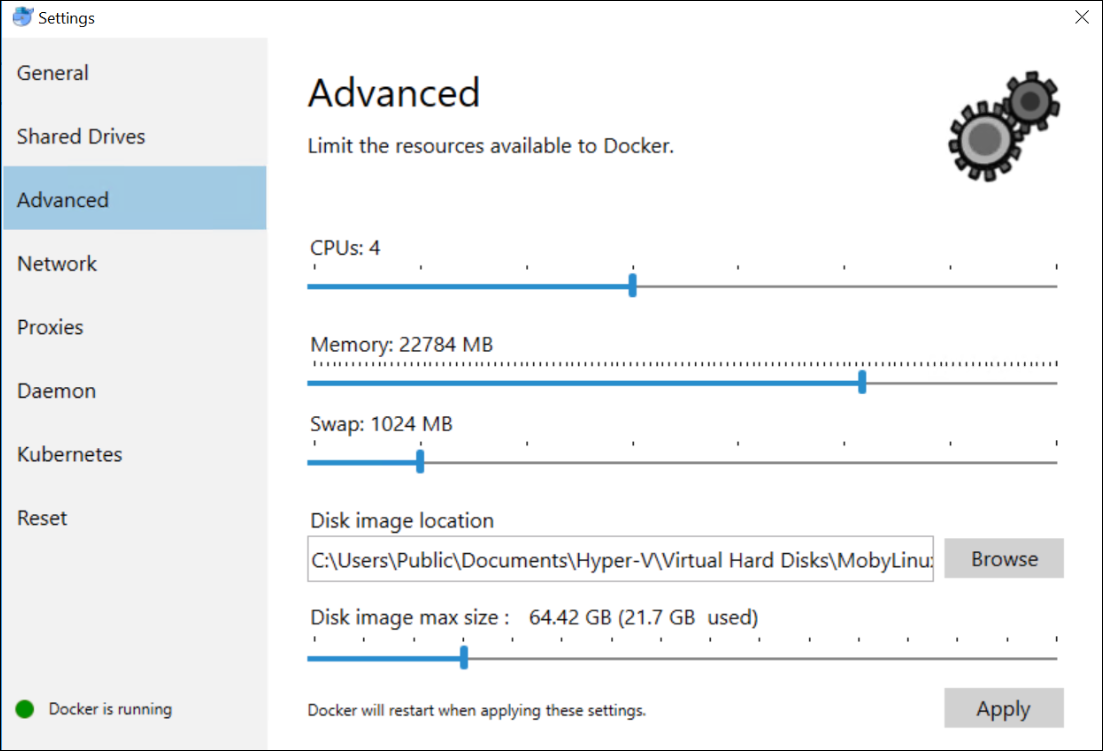 Settings
General
Shared Drives
Advanced
Network
Proxies
Daemon
Kubernetes
Reset
Docker is running
Advanced
Limit the resources available to Docker.
CPUs: 4
Memory: 22784 MB
Swap: 1024 MB
Disk image location
C:\Users\Public\Documents\Hyper-V\Virtual Hard Disks\MobyLinux
Browse
Disk image max size : 64.42 GB (21.7 GB used)
Docker will restart when applying these settings.
Apply